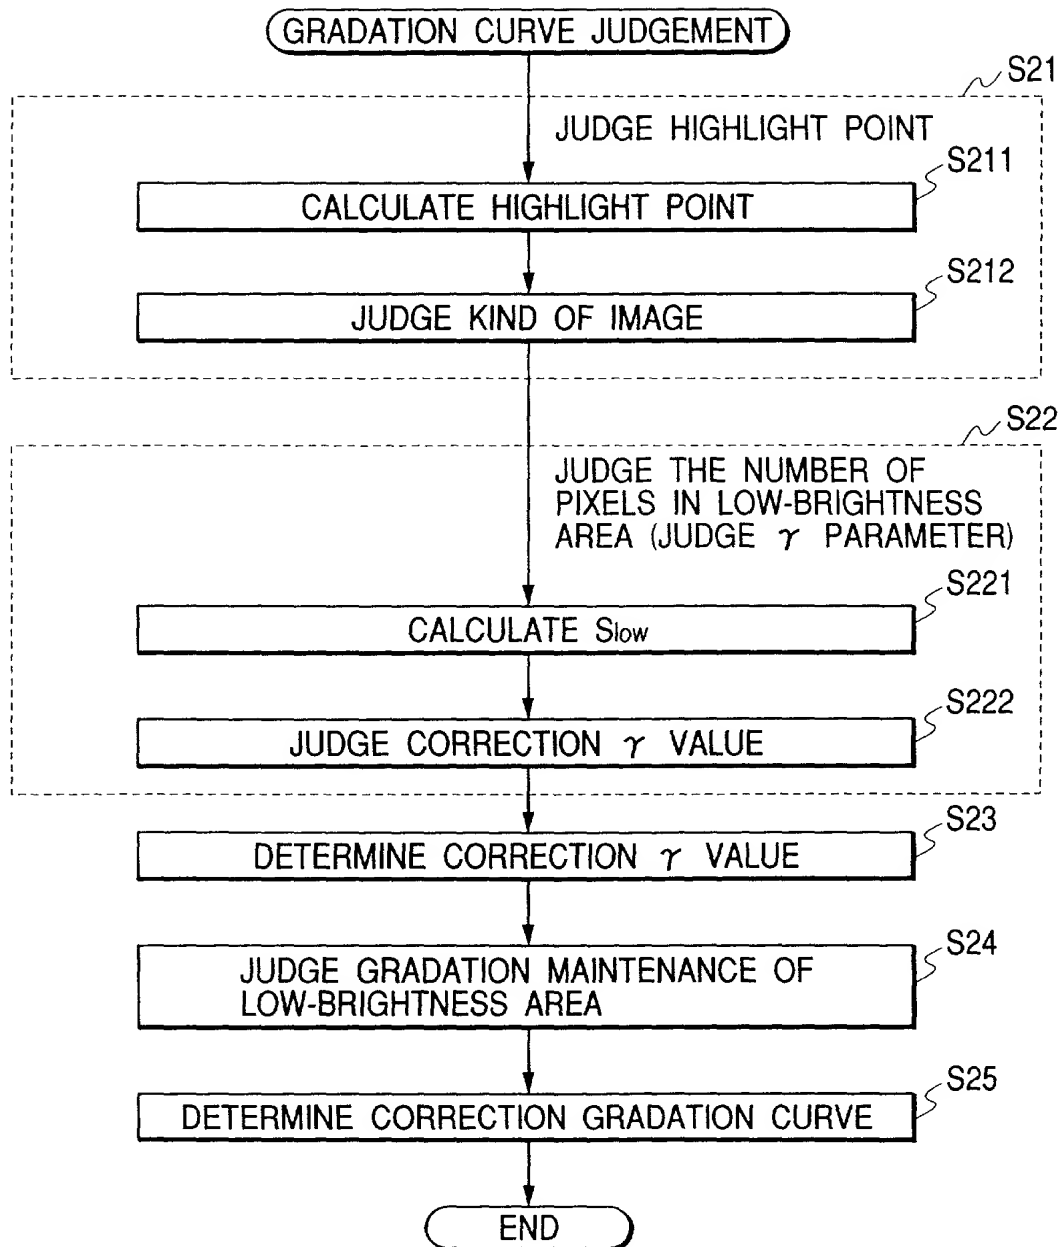 GRADATION CURVE JUDGEMENT
S21
JUDGE HIGHLIGHT POINT
S211
CALCULATE HIGHLIGHT POINT
S212
JUDGE KIND OF IMAGE
S22
JUDGE THE NUMBER OF
PIXELS IN LOW-BRIGHTNESS
AREA (JUDGE γ PARAMETER)
S221
CALCULATE Slow
S222
JUDGE CORRECTION γ VALUE
S23
DETERMINE CORRECTION γ VALUE
S24
JUDGE GRADATION MAINTENANCE OF
LOW-BRIGHTNESS AREA
S25
DETERMINE CORRECTION GRADATION CURVE
END